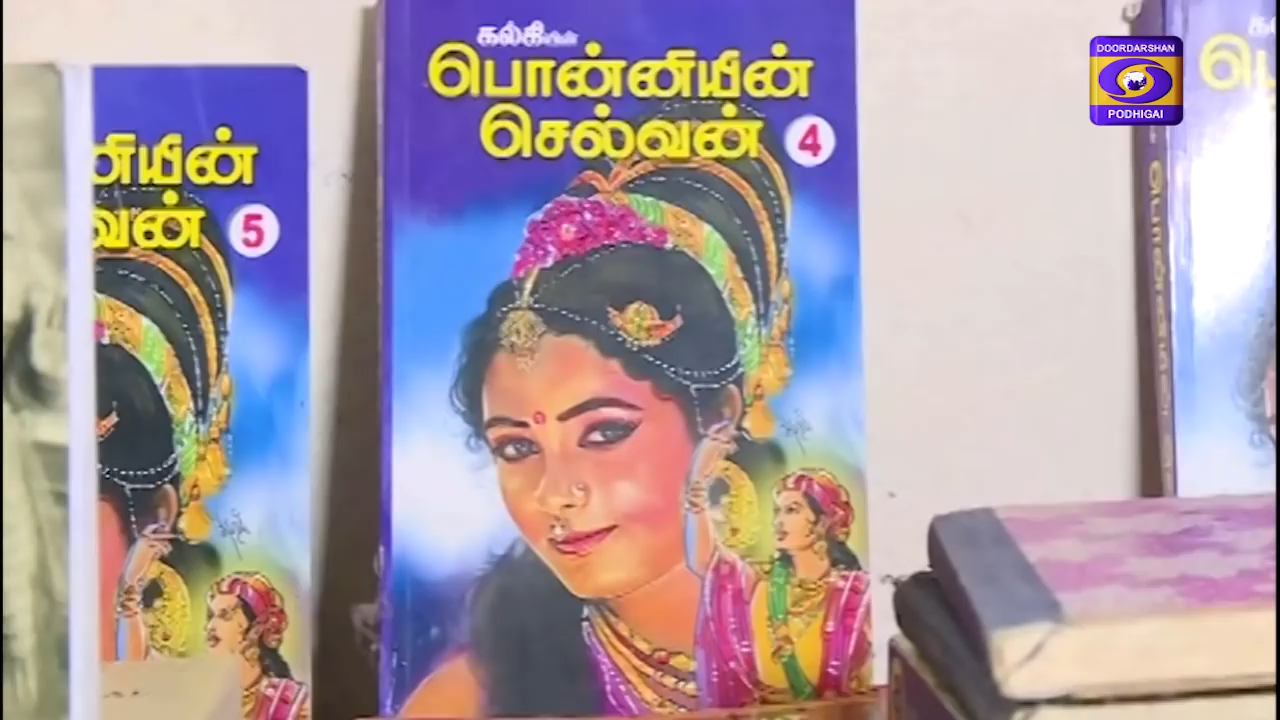 கல்கியின்
பொன்னியின்
செல்வன் 4
னியின்
வன் 5
DOORDARSHAN
PODHIGAI